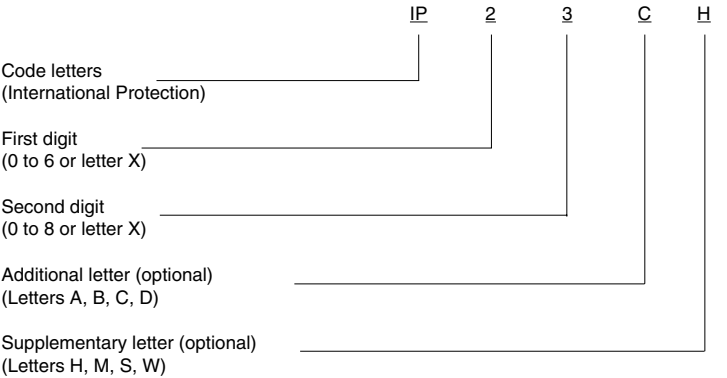 IP 2 3 C H
Code letters
(International Protection)
First digit
(0 to 6 or letter X)
Second digit
(0 to 8 or letter X)
Additional letter (optional)
(Letters A, B, C, D)
Supplementary letter (optional)
(Letters H, M, S, W)